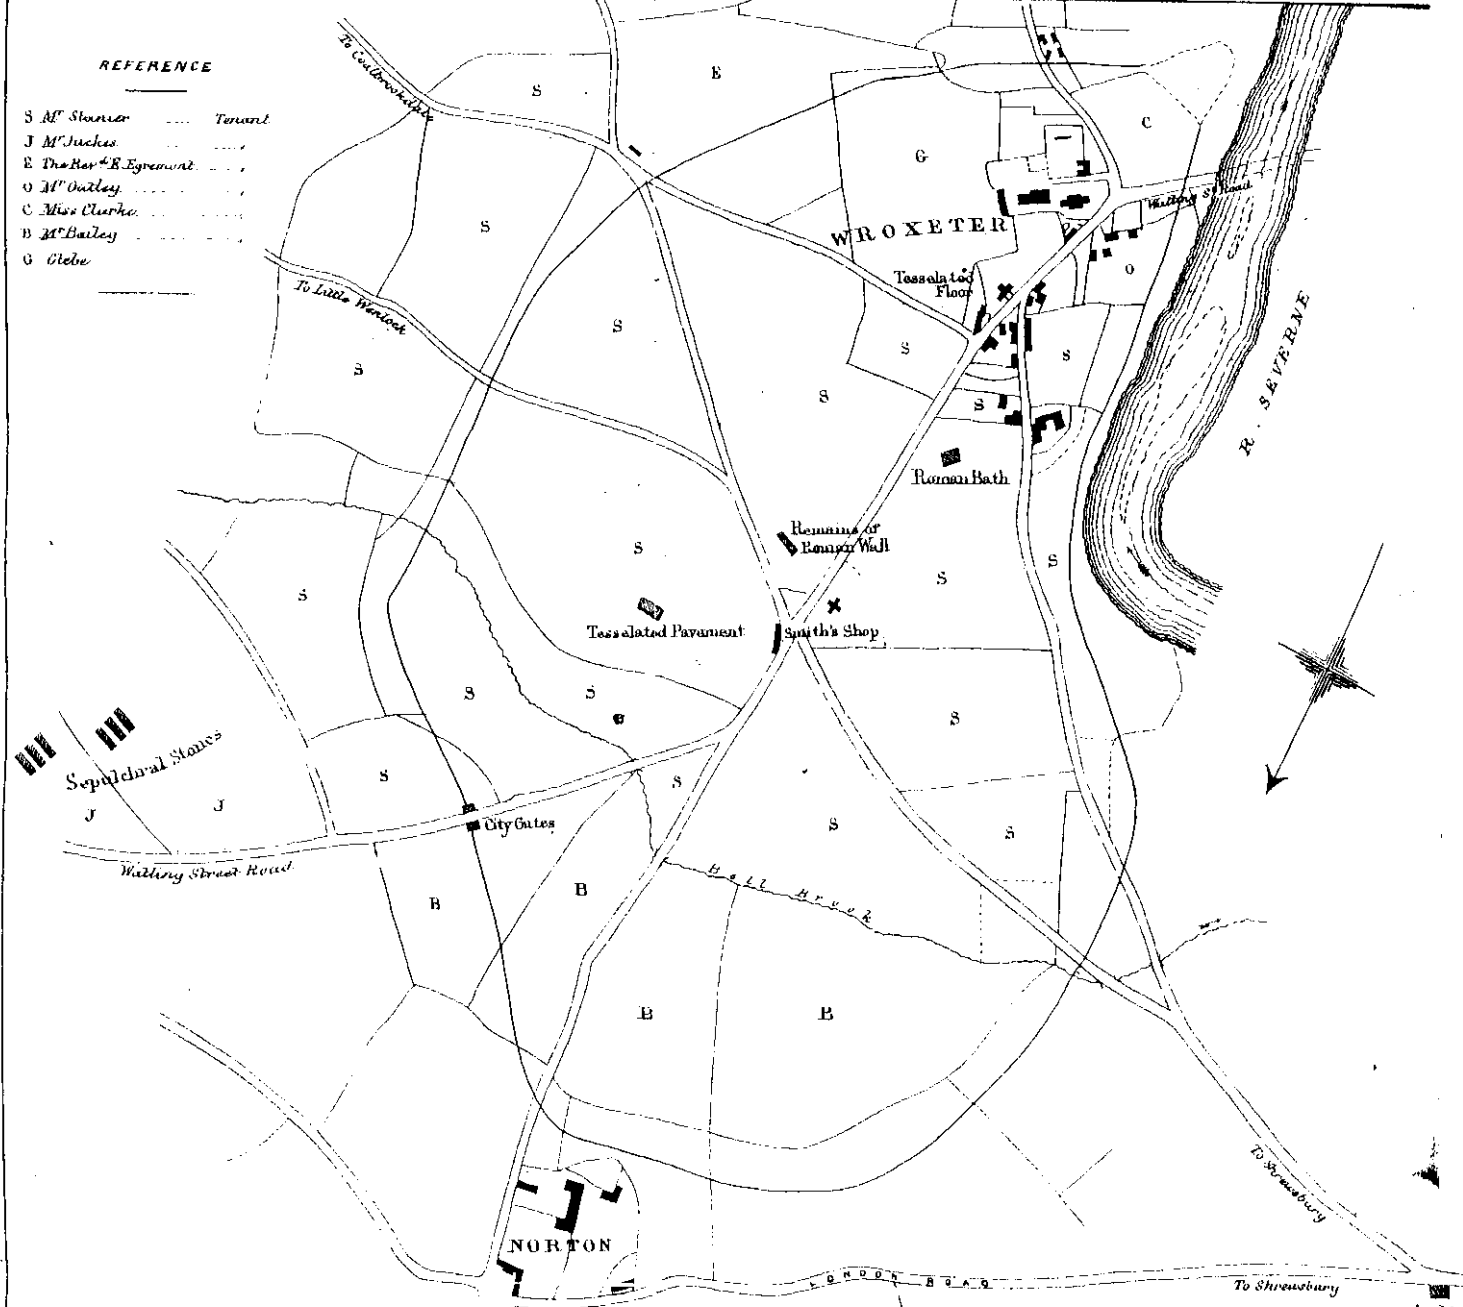 REFERENCE
S Mr Stanier .... Tenant
J Mr Juckes .. .. ,
E The Revd E. Egremont .. .. ,
O Mr Oatley .. .... ,
C Miss Clarke. .. .... ,
B Mr Bailey .. .... ,
G Glebe
To Coalbrookdale
S
E
C
G
S
WROXETER
Watling St Road
Tesselated
Floor
O
To Little Wenlock
S
S
S
S
S
S
R. SEVERNE
Roman Bath
Remains of
Roman Wall
S
S
S
S
Tesselated Pavement
Smith's Shop
S
S
S
Sepulchral Stones
J
J
S
S
City Gates
S
S
Watling Street Road
Bell Brook
B
B
B
B
To Shrewsbury
NORTON
LONDON ROAD
To Shrewsbury